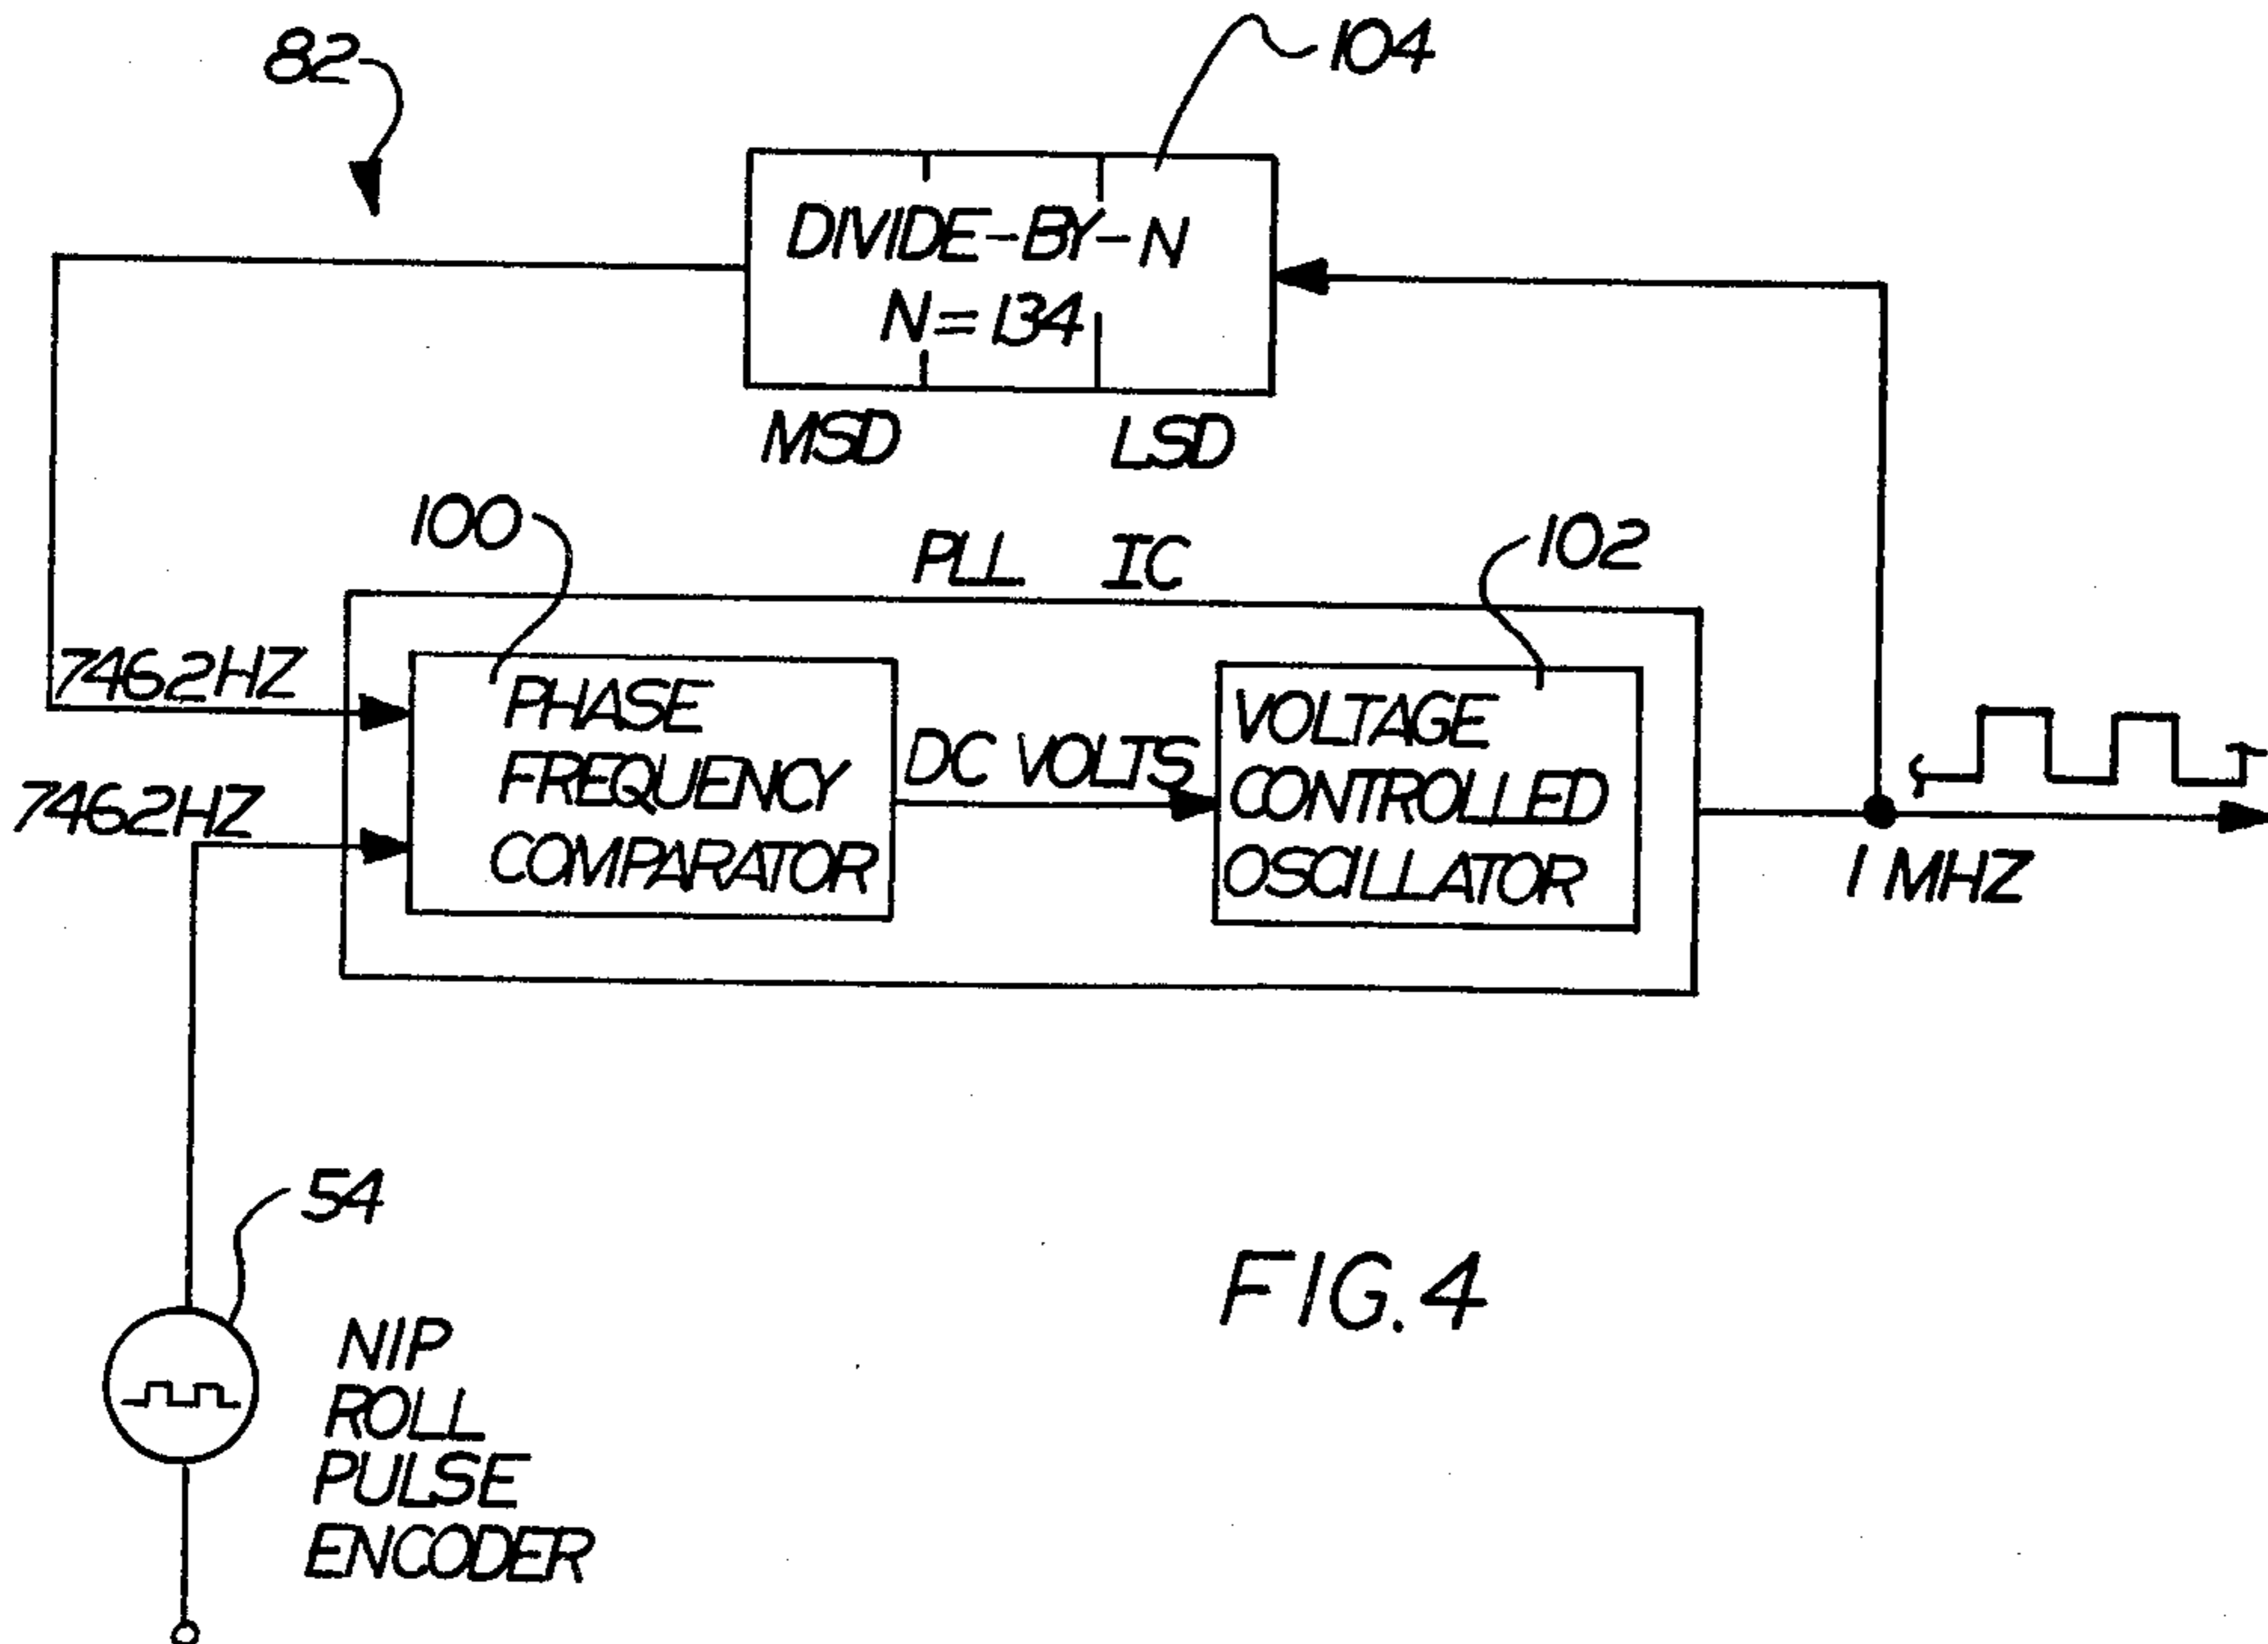 82
104
DIVIDE-BY-N
N=134
MSD
LSD
100
PLL IC
102
7462HZ
7462HZ
PHASE
FREQUENCY
COMPARATOR
DC VOLTS
VOLTAGE
CONTROLLED
OSCILLATOR
1 MHZ
54
NIP
ROLL
PULSE
ENCODER
FIG.4